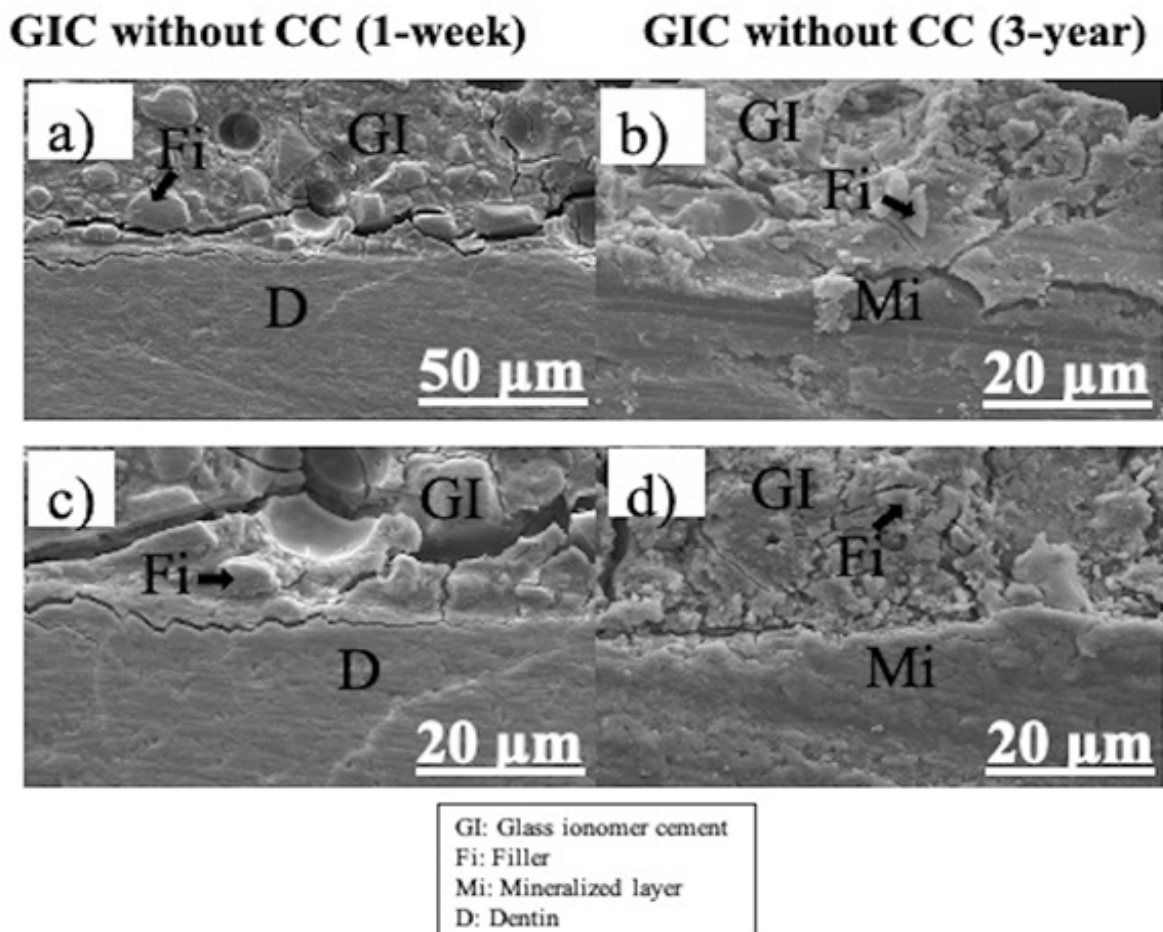 GIC without CC (1-week)
GIC without CC (3-year)
a)
Fi
GI
D
50 µm
b)
GI
Fi
Mi
20 µm
c)
GI
Fi
D
20 µm
d)
GI
Fi
Mi
20 µm
GI: Glass ionomer cement
Fi: Filler
Mi: Mineralized layer
D: Dentin